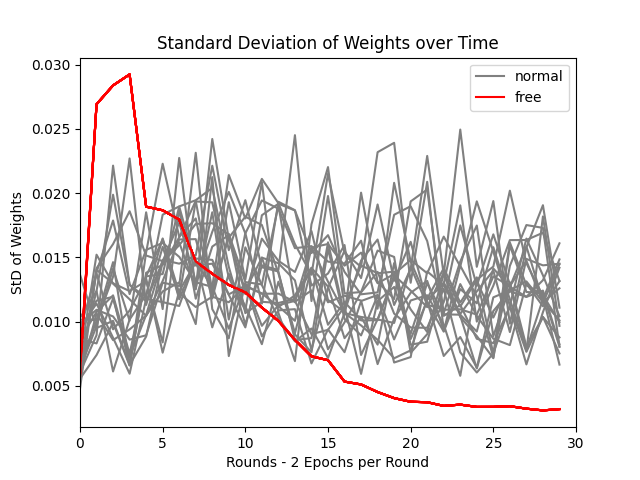 Standard Deviation of Weights over Time
StD of Weights
0.030
0.025
0.020
0.015
0.010
0.005
normal
free
0 5 10 15 20 25 30
Rounds - 2 Epochs per Round